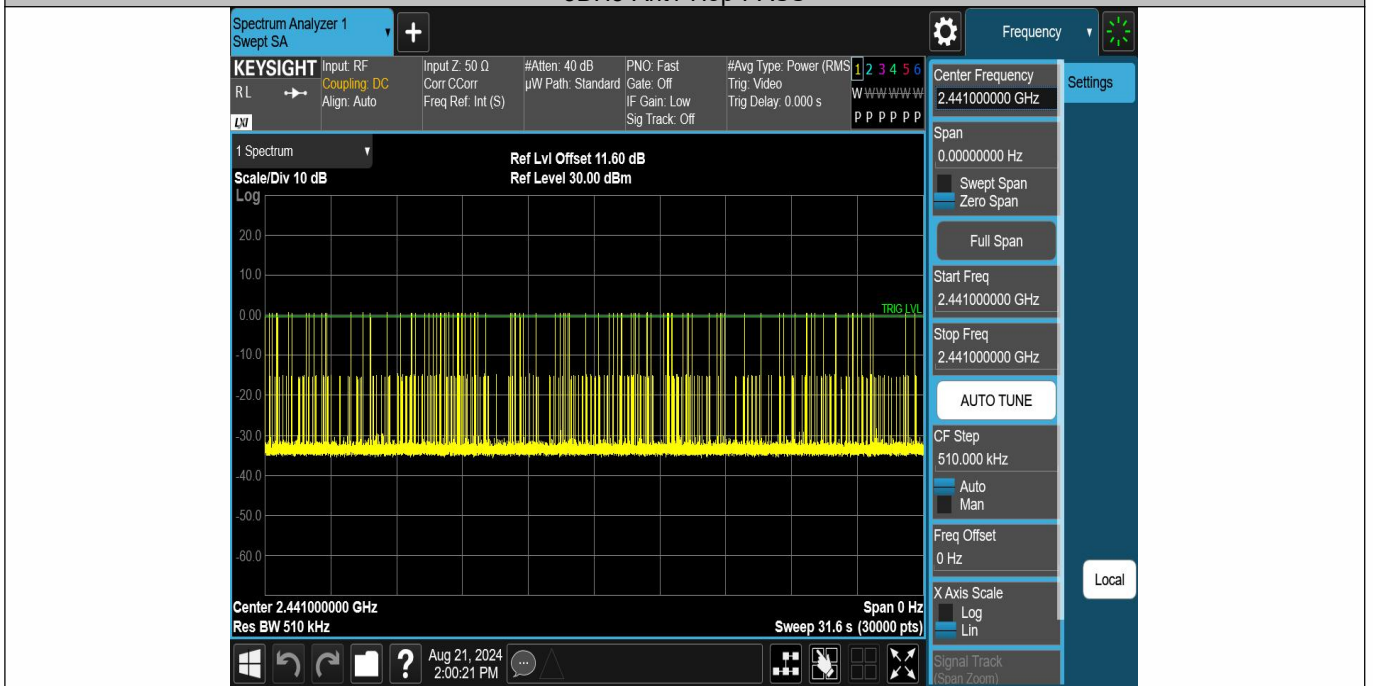 Spectrum Analyzer 1
Swept SA
Frequency
KEYSIGHT
RL
LXI
Input: RF
Coupling: DC
Align: Auto
Input Z: 50 Ω
Corr CCorr
Freq Ref: Int (S)
#Atten: 40 dB
µW Path: Standard
PNO: Fast
Gate: Off
IF Gain: Low
Sig Track: Off
#Avg Type: Power (RMS
Trig: Video
Trig Delay: 0.000 s
1 2 3 4 5 6
W W W W W W
P P P P P P
Settings
1 Spectrum
Scale/Div 10 dB
Ref Lvl Offset 11.60 dB
Ref Level 30.00 dBm
Log
20.0
10.0
0.00
-10.0
-20.0
-30.0
-40.0
-50.0
-60.0
TRIG LVL
Center 2.441000000 GHz
Res BW 510 kHz
Span 0 Hz
Sweep 31.6 s (30000 pts)
Center Frequency
2.441000000 GHz
Span
0.00000000 Hz
Swept Span
Zero Span
Full Span
Start Freq
2.441000000 GHz
Stop Freq
2.441000000 GHz
AUTO TUNE
CF Step
510.000 kHz
Auto
Man
Freq Offset
0 Hz
X Axis Scale
Log
Lin
Signal Track
(Span Zoom)
Local
Aug 21, 2024
2:00:21 PM